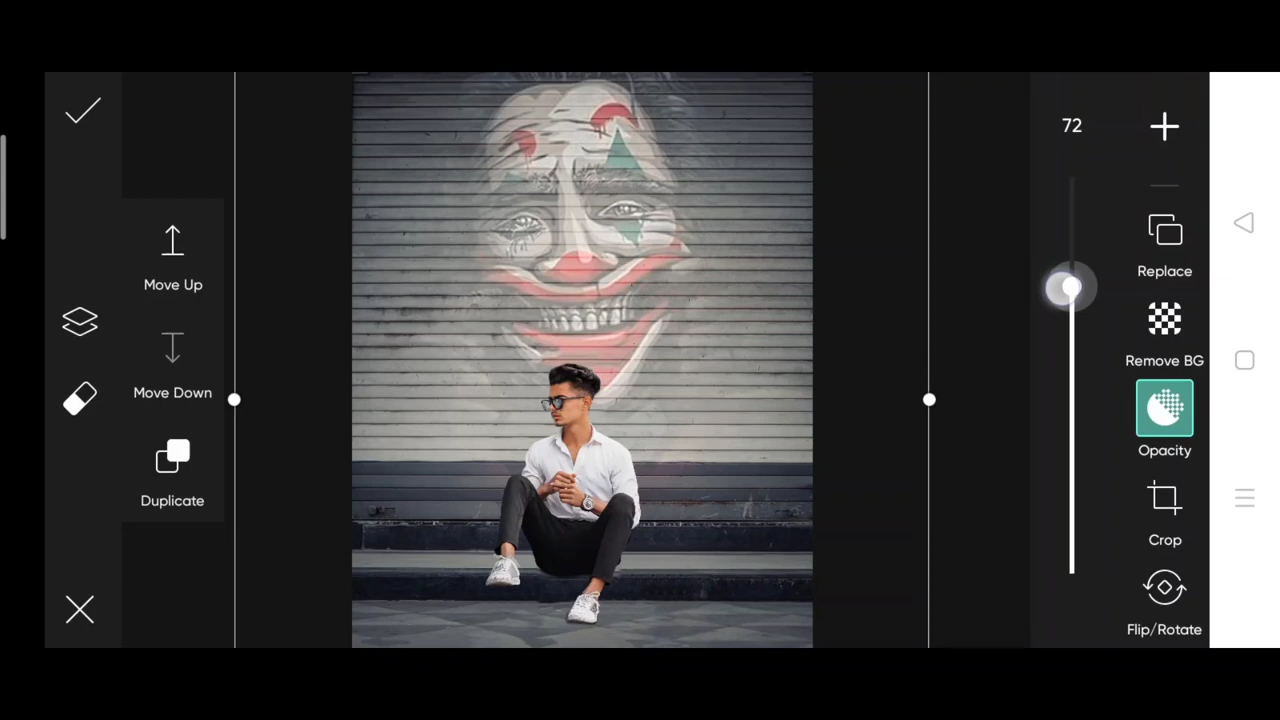 72
Move Up
Move Down
Duplicate
Replace
Remove BG
Opacity
Crop
Flip/Rotate